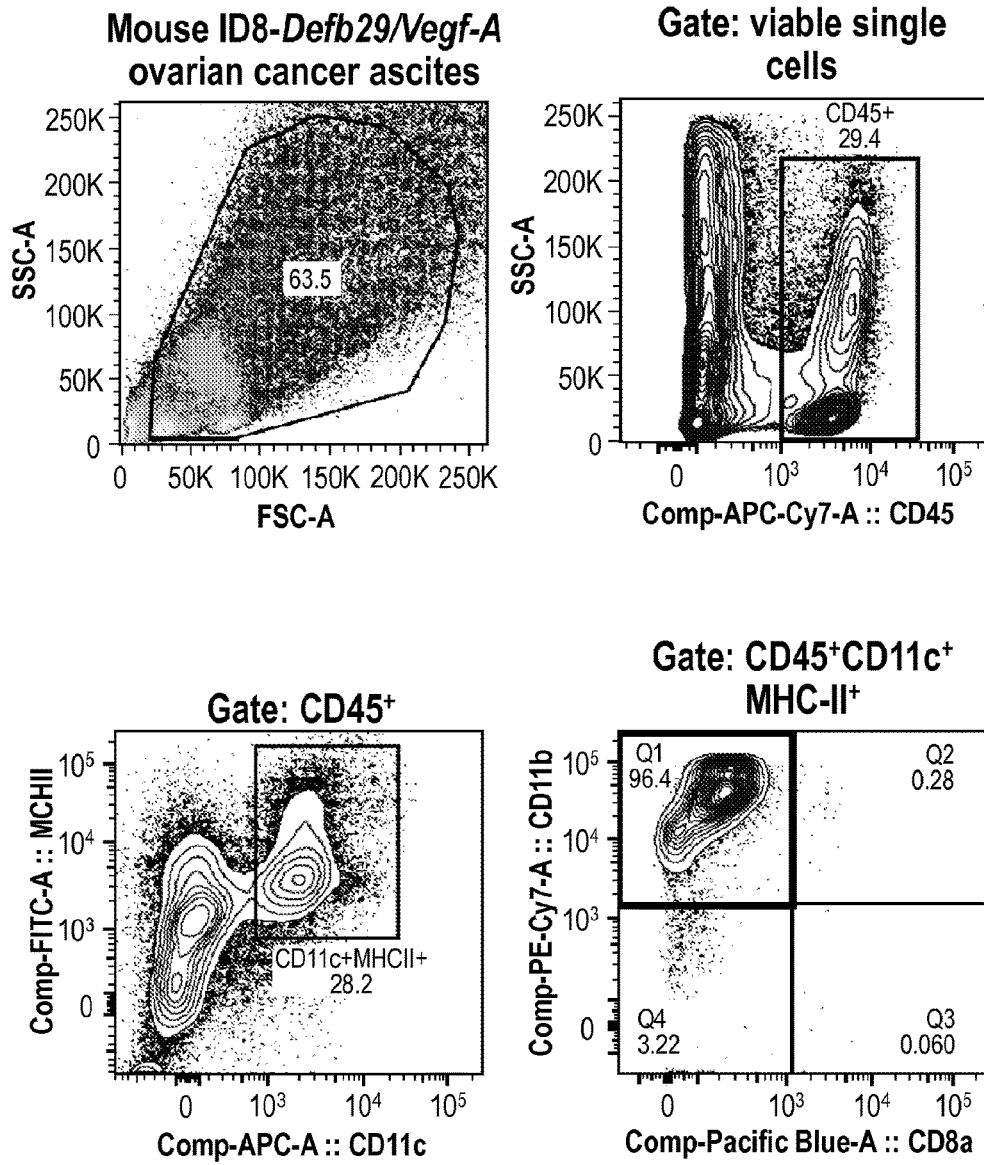 Mouse ID8-Defb29/Vegf-A
ovarian cancer ascites
250K
200K
150K
100K
50K
0
SSC-A
63.5
0 50K 100K 150K 200K 250K
FSC-A
Gate: viable single
cells
CD45+
29.4
250K
200K
150K
100K
50K
0
SSC-A
0 10³ 10⁴ 10⁵
Comp-APC-Cy7-A :: CD45
Gate: CD45⁺
10⁵
10⁴
10³
0
Comp-FITC-A :: MCHII
CD11c+MHCII+
28.2
0 10³ 10⁴ 10⁵
Comp-APC-A :: CD11c
Gate: CD45⁺CD11c⁺
MHC-II⁺
10⁵
10⁴
10³
0
Comp-PE-Cy7-A :: CD11b
Q1
96.4
Q2
0.28
Q4
3.22
Q3
0.060
0 10³ 10⁴ 10⁵
Comp-Pacific Blue-A :: CD8a